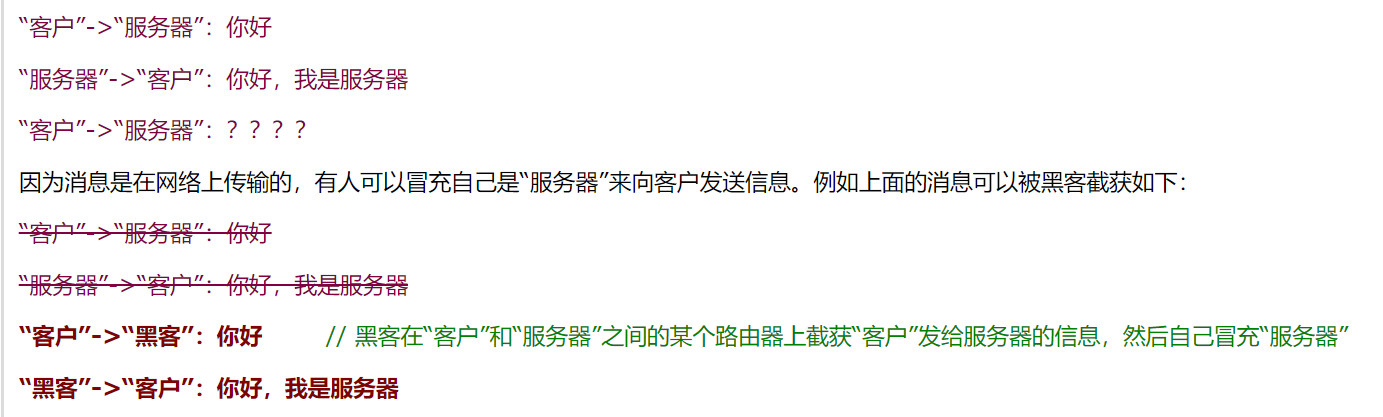 “客户”->“服务器”：你好
“服务器”->“客户”：你好，我是服务器
“客户”->“服务器”：？？？？
因为消息是在网络上传输的，有人可以冒充自己是“服务器”来向客户发送信息。例如上面的消息可以被黑客截获如下：
“客户”->“服务器”：你好
“服务器”->“客户”：你好，我是服务器
“客户”->“黑客”：你好 // 黑客在“客户”和“服务器”之间的某个路由器上截获“客户”发给服务器的信息，然后自己冒充“服务器”
“黑客”->“客户”：你好，我是服务器